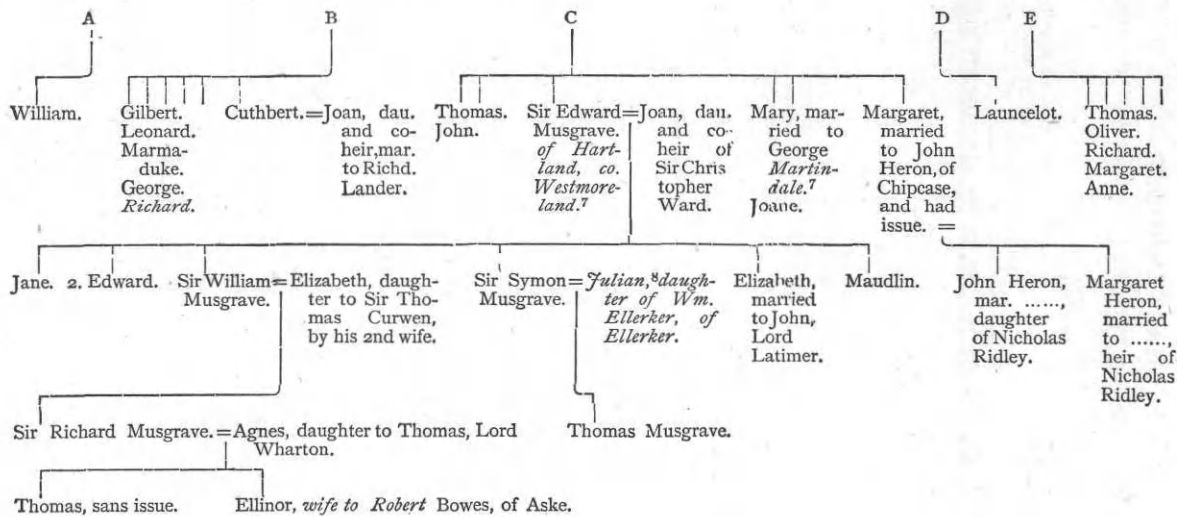 A B C D E
William.
Gilbert.
Leonard.
Marma-
duke.
George.
Richard.
Cuthbert.=Joan, dau.
and co-
heir, mar.
to Richd.
Lander.
Thomas.
John.
Sir Edward=Joan, dau.
Musgrave.
of Hart-
land, co.
Westmore-
land.⁷
and co-
heir of
Sir Chris
topher
Ward.
Mary, mar-
ried to
George
Martin-
dale.⁷
Joane.
Margaret,
married
to John
Heron, of
Chipcase,
and had
issue. =
Launcelot.
Thomas.
Oliver.
Richard.
Margaret.
Anne.
Jane. 2. Edward.
Sir William=Elizabeth, daugh-
Musgrave.
ter to Sir Tho-
mas Curwen,
by his 2nd wife.
Sir Symon=Julian,⁸ daugh-
Musgrave.
ter of Wm.
Ellerker, of
Ellerker.
Elizabeth,
married
to John,
Lord
Latimer.
Maudlin.
John Heron,
mar. ......,
daughter
of Nicholas
Ridley.
Margaret
Heron,
married
to ......,
heir of
Nicholas
Ridley.
Sir Richard Musgrave.=Agnes, daughter to Thomas, Lord
Wharton.
Thomas Musgrave.
Thomas, sans issue.
Ellinor, wife to Robert Bowes, of Aske.